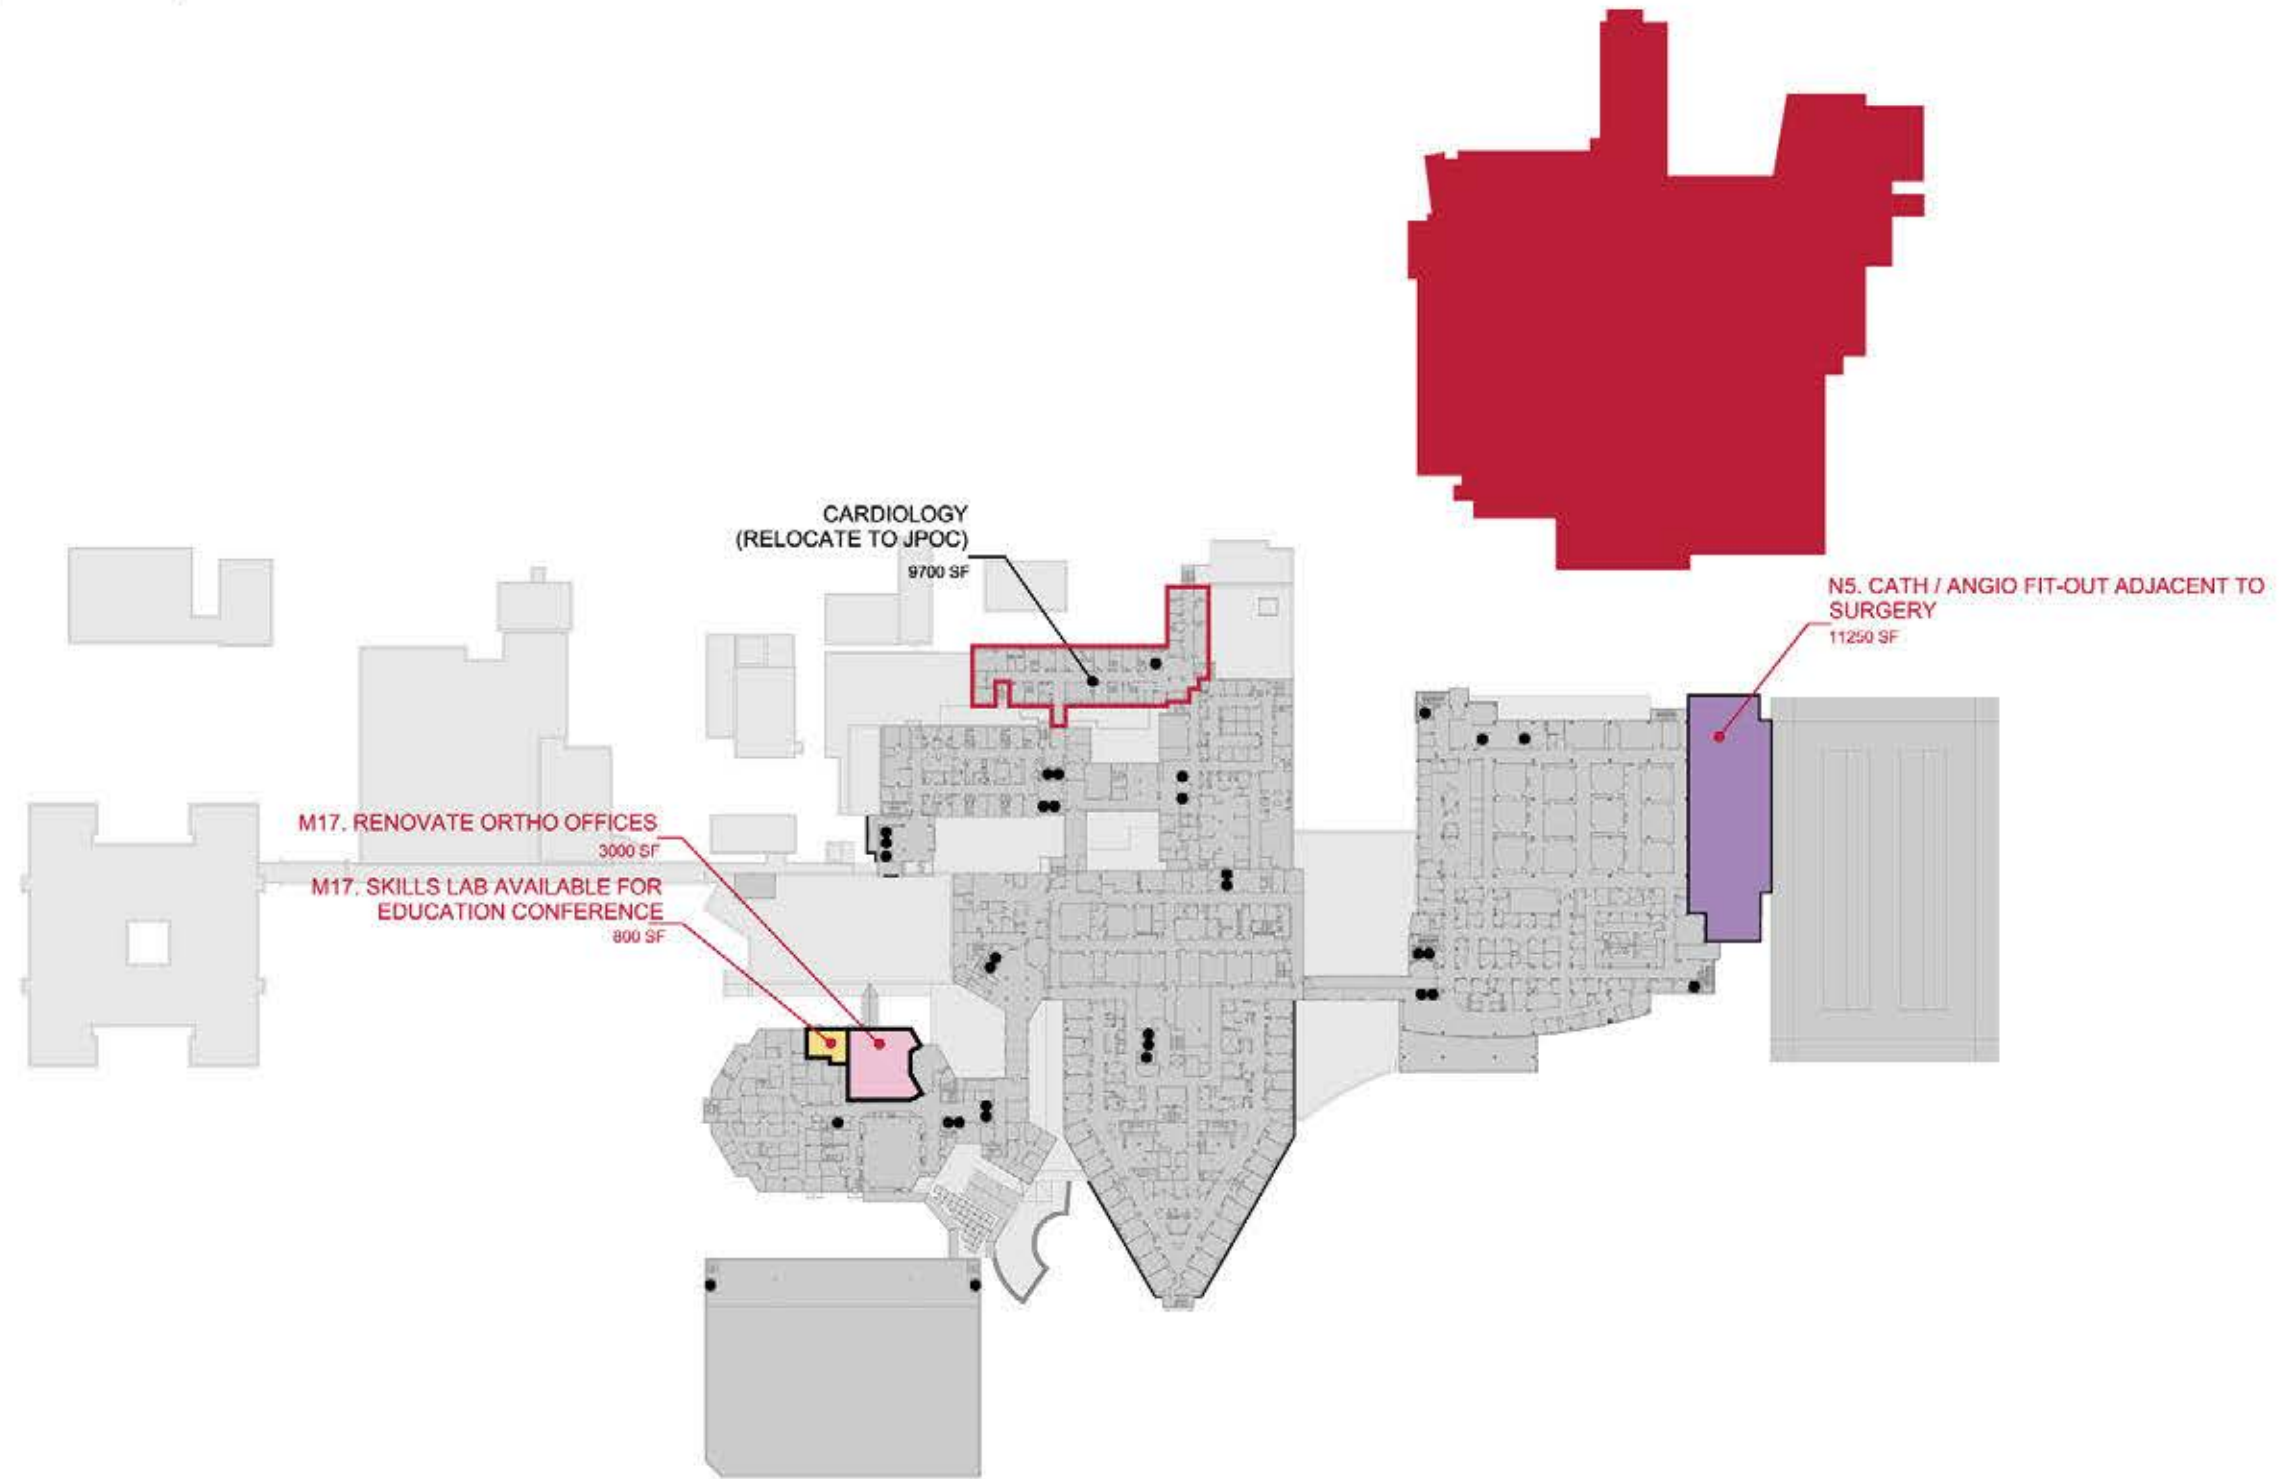 CARDIOLOGY
(RELOCATE TO JPOC)
9700 SF
N5. CATH / ANGIO FIT-OUT ADJACENT TO
SURGERY
11250 SF
M17. RENOVATE ORTHO OFFICES
3000 SF
M17. SKILLS LAB AVAILABLE FOR
EDUCATION CONFERENCE
800 SF